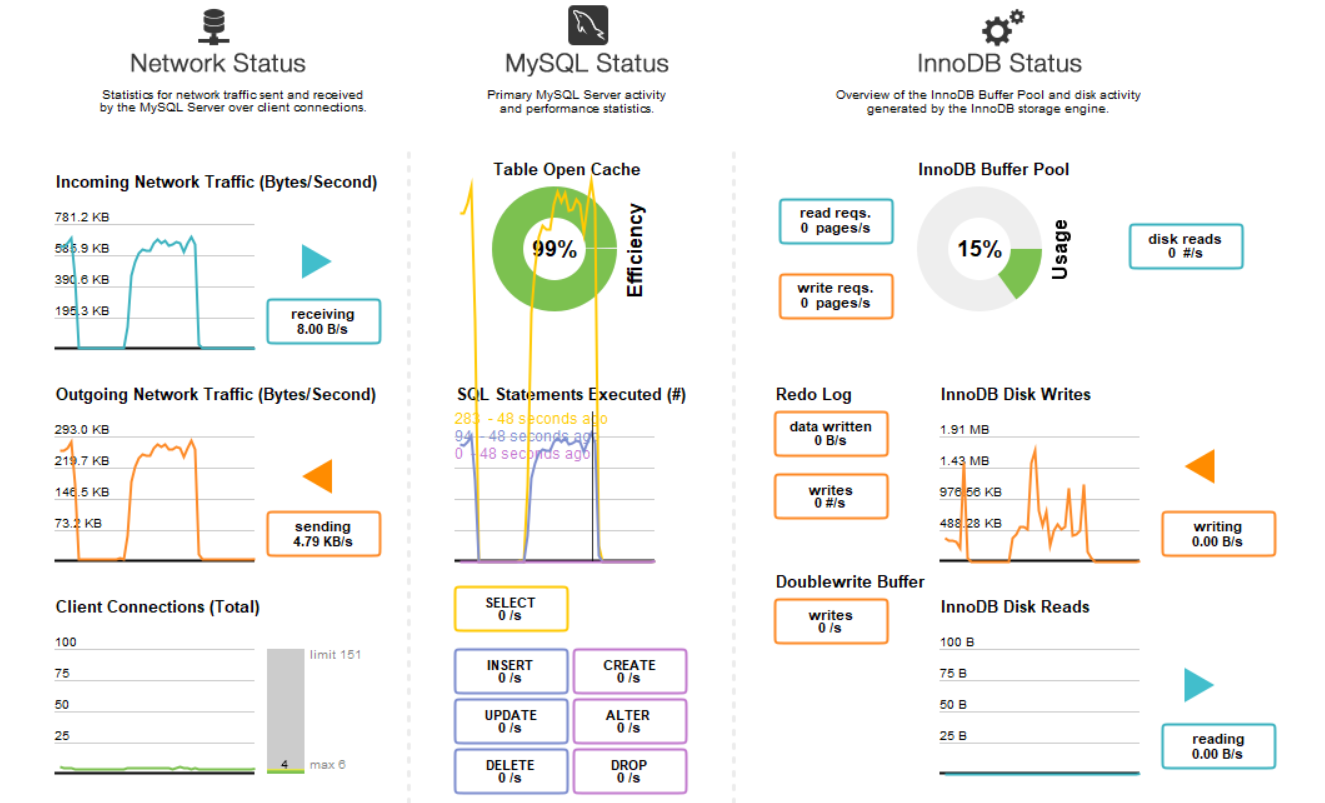 Network Status
Statistics for network traffic sent and received
by the MySQL Server over client connections.
Incoming Network Traffic (Bytes/Second)
781.2 KB
585.9 KB
390.6 KB
195.3 KB
receiving
8.00 B/s
Outgoing Network Traffic (Bytes/Second)
293.0 KB
219.7 KB
146.5 KB
73.2 KB
sending
4.79 KB/s
Client Connections (Total)
100
75
50
25
limit 151
4
max 6
MySQL Status
Primary MySQL Server activity
and performance statistics.
Table Open Cache
99%
Efficiency
SQL Statements Executed (#)
283 - 48 seconds ago
94 - 48 seconds ago
0 - 48 seconds ago
SELECT
0 /s
INSERT
0 /s
CREATE
0 /s
UPDATE
0 /s
ALTER
0 /s
DELETE
0 /s
DROP
0 /s
InnoDB Status
Overview of the InnoDB Buffer Pool and disk activity
generated by the InnoDB storage engine.
InnoDB Buffer Pool
read reqs.
0 pages/s
write reqs.
0 pages/s
15%
Usage
disk reads
0 #/s
Redo Log
data written
0 B/s
writes
0 #/s
Doublewrite Buffer
writes
0 /s
InnoDB Disk Writes
1.91 MB
1.43 MB
976.56 KB
488.28 KB
writing
0.00 B/s
InnoDB Disk Reads
100 B
75 B
50 B
25 B
reading
0.00 B/s